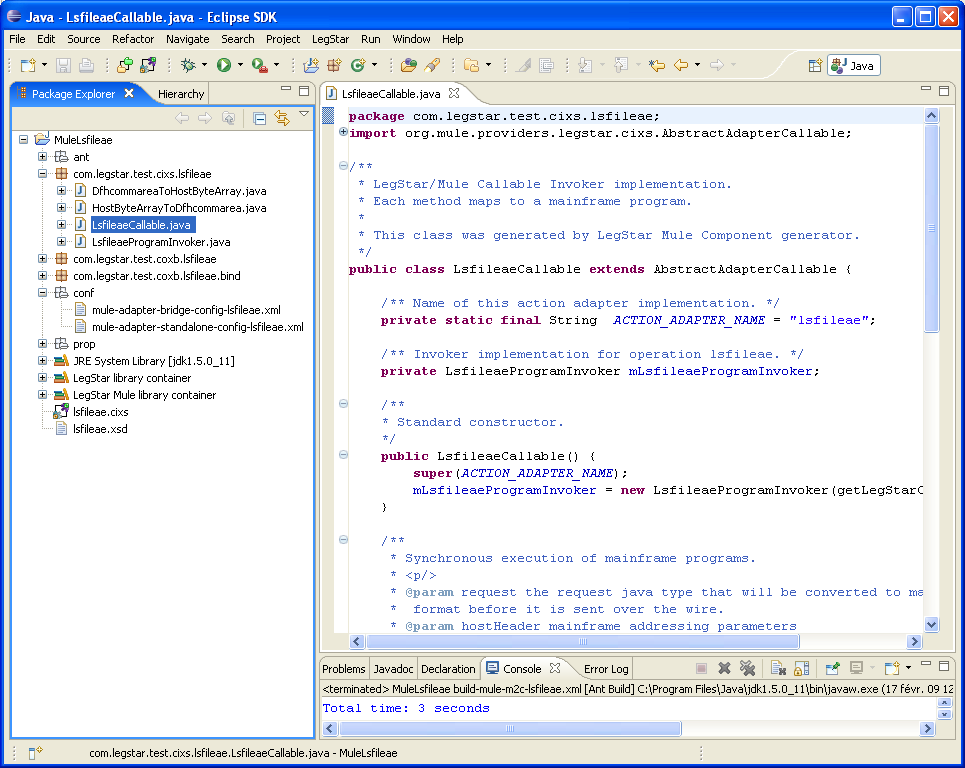 Java - LsfileaeCallable.java - Eclipse SDK
File Edit Source Refactor Navigate Search Project LegStar Run Window Help
Java
Package Explorer Hierarchy
MuleLsfileae
ant
com.legstar.test.cixs.lsfileae
DfhcommareaToHostByteArray.java
HostByteArrayToDfhcommarea.java
LsfileaeCallable.java
LsfileaeProgramInvoker.java
com.legstar.test.coxb.lsfileae
com.legstar.test.coxb.lsfileae.bind
conf
mule-adapter-bridge-config-lsfileae.xml
mule-adapter-standalone-config-lsfileae.xml
prop
JRE System Library [jdk1.5.0_11]
LegStar library container
LegStar Mule library container
lsfileae.cixs
lsfileae.xsd
LsfileaeCallable.java
package com.legstar.test.cixs.lsfileae;
import org.mule.providers.legstar.cixs.AbstractAdapterCallable;
/**
* LegStar/Mule Callable Invoker implementation.
* Each method maps to a mainframe program.
*
* This class was generated by LegStar Mule Component generator.
*/
public class LsfileaeCallable extends AbstractAdapterCallable {
/** Name of this action adapter implementation. */
private static final String ACTION_ADAPTER_NAME = "lsfileae";
/** Invoker implementation for operation lsfileae. */
private LsfileaeProgramInvoker mLsfileaeProgramInvoker;
/**
* Standard constructor.
*/
public LsfileaeCallable() {
super(ACTION_ADAPTER_NAME);
mLsfileaeProgramInvoker = new LsfileaeProgramInvoker(getLegStarC
}
/**
* Synchronous execution of mainframe programs.
* <p/>
* @param request the request java type that will be converted to ma
* format before it is sent over the wire.
* @param hostHeader mainframe addressing parameters
Problems Javadoc Declaration Console Error Log
<terminated> MuleLsfileae build-mule-m2c-lsfileae.xml [Ant Build] C:\Program Files\Java\jdk1.5.0_11\bin\javaw.exe (17 févr. 09 12
Total time: 3 seconds
com.legstar.test.cixs.lsfileae.LsfileaeCallable.java - MuleLsfileae